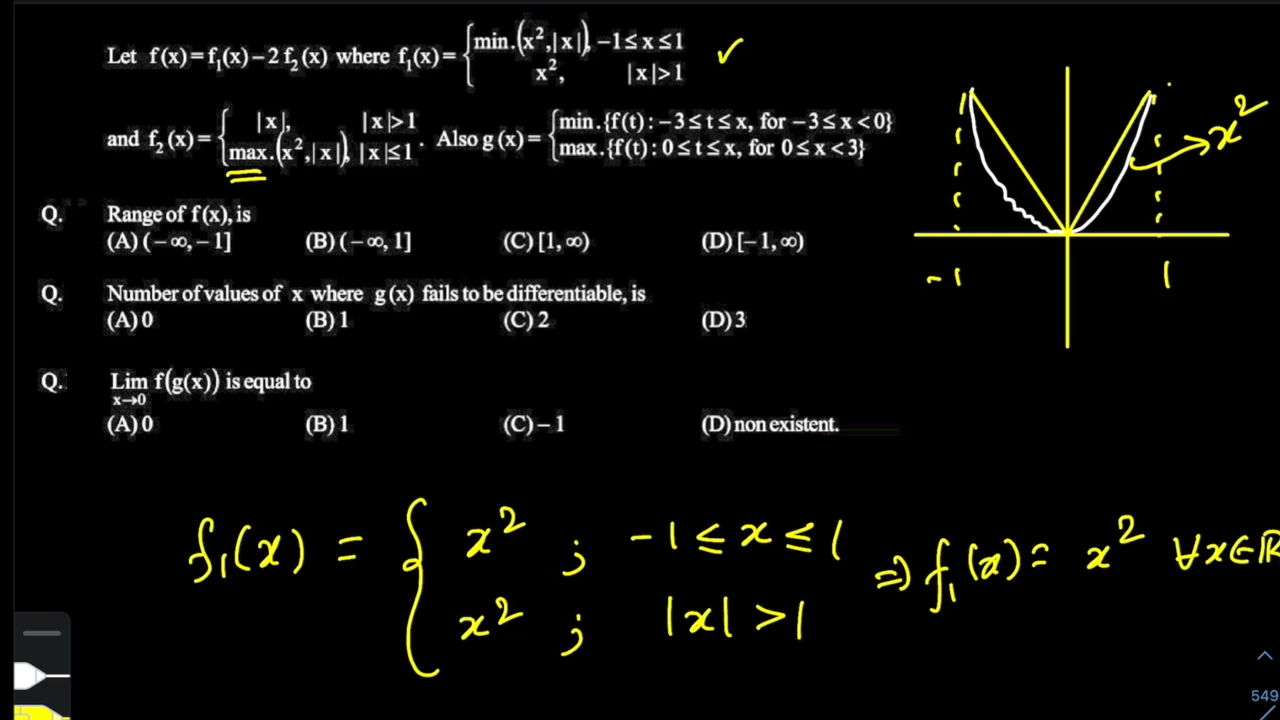 Let f(x)=f₁(x)−2f₂(x) where f₁(x)= { min.(x²,|x|), −1≤x≤1
x², |x|>1
and f₂(x)= { |x|, |x|>1
max.(x²,|x|), |x|≤1 . Also g(x)= { min.{f(t):−3≤t≤x, for −3≤x<0}
max.{f(t):0≤t≤x, for 0≤x<3}
Q. Range of f(x), is
(A)(−∞,−1] (B)(−∞, 1] (C)[1,∞) (D)[−1,∞)
Q. Number of values of x where g(x) fails to be differentiable, is
(A)0 (B)1 (C)2 (D)3
Q. Lim f(g(x)) is equal to
x→0
(A)0 (B)1 (C)−1 (D)non existent.
✓
x²
-1
1
f₁(x) = { x² ; -1 ≤ x ≤ 1
x² ; |x| > 1
⇒ f₁(x) = x² ∀x∈ℝ
549